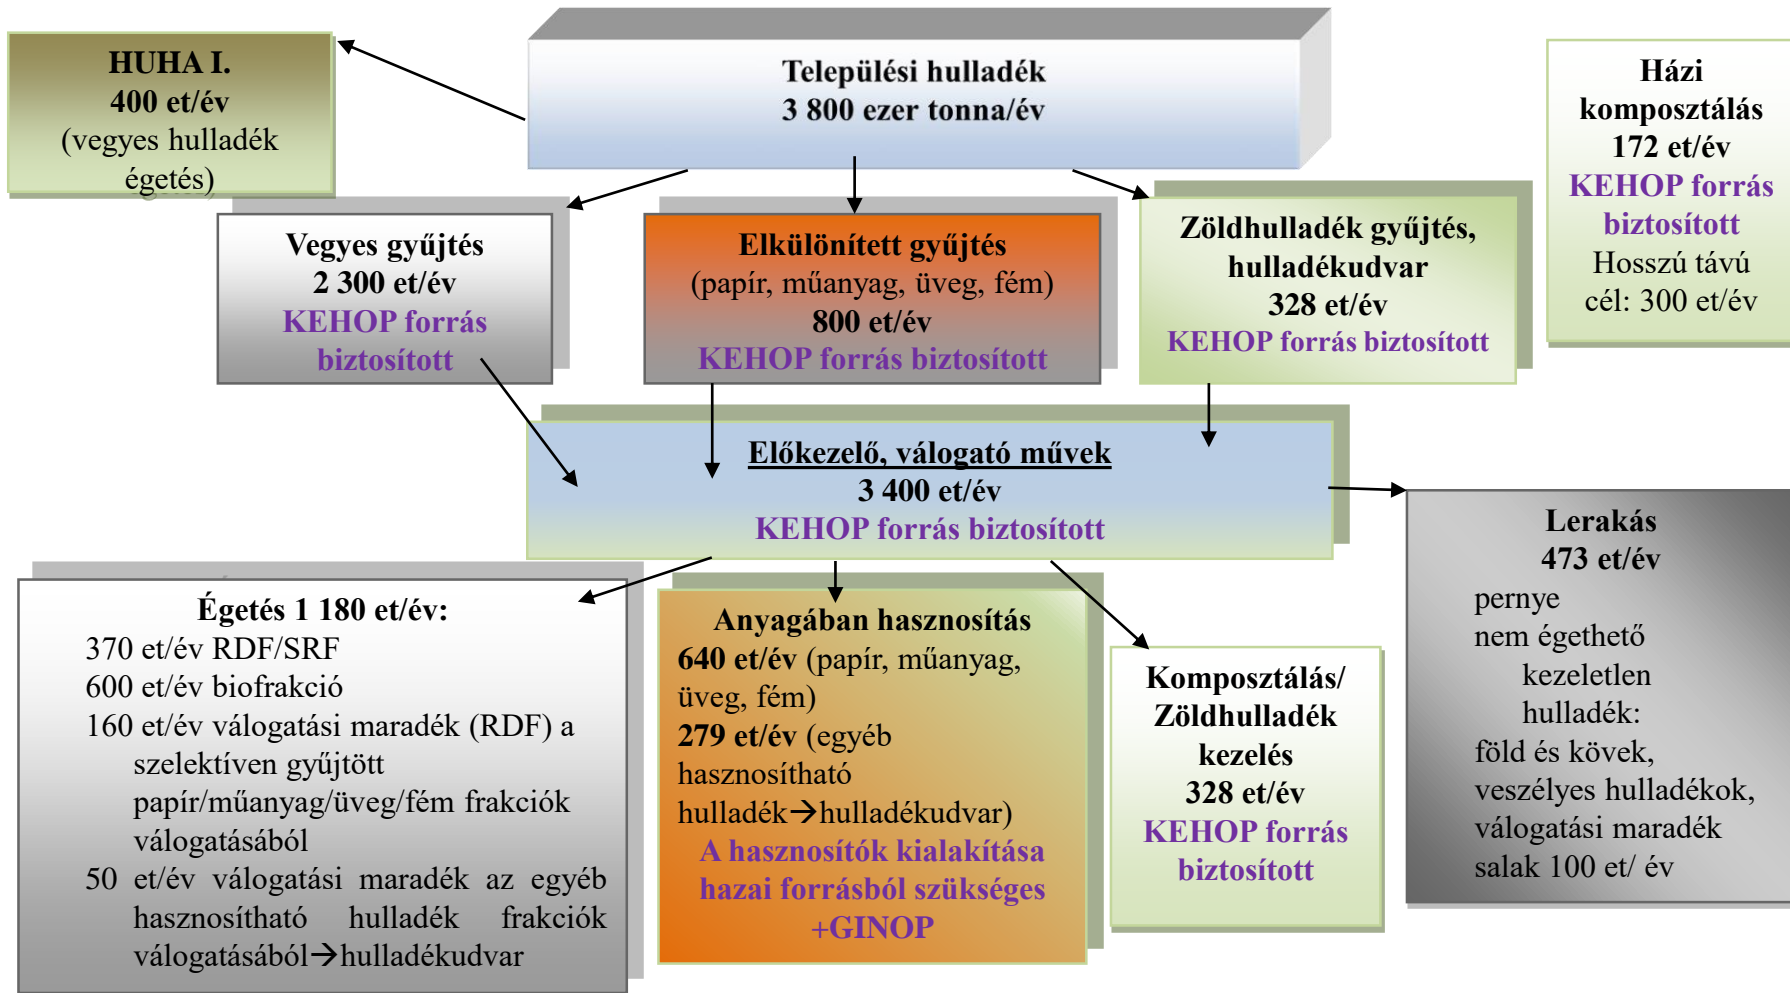 HUHA I.
400 et/év
(vegyes hulladék
égetés)
Települési hulladék
3 800 ezer tonna/év
Házi
komposztálás
172 et/év
KEHOP forrás
biztosított
Hosszú távú
cél: 300 et/év
Vegyes gyűjtés
2 300 et/év
KEHOP forrás
biztosított
Elkülönített gyűjtés
(papír, műanyag, üveg, fém)
800 et/év
KEHOP forrás biztosított
Zöldhulladék gyűjtés,
hulladékudvar
328 et/év
KEHOP forrás biztosított
Előkezelő, válogató művek
3 400 et/év
KEHOP forrás biztosított
Lerakás
473 et/év
pernye
nem égethető
kezeletlen
hulladék:
föld és kövek,
veszélyes hulladékok,
válogatási maradék
salak 100 et/ év
Égetés 1 180 et/év:
370 et/év RDF/SRF
600 et/év biofrakció
160 et/év válogatási maradék (RDF) a
szelektíven gyűjtött
papír/műanyag/üveg/fém frakciók
válogatásából
50 et/év válogatási maradék az egyéb
hasznosítható hulladék frakciók
válogatásából→hulladékudvar
Anyagában hasznosítás
640 et/év (papír, műanyag,
üveg, fém)
279 et/év (egyéb
hasznosítható
hulladék→hulladékudvar)
A hasznosítók kialakítása
hazai forrásból szükséges
+GINOP
Komposztálás/
Zöldhulladék
kezelés
328 et/év
KEHOP forrás
biztosított